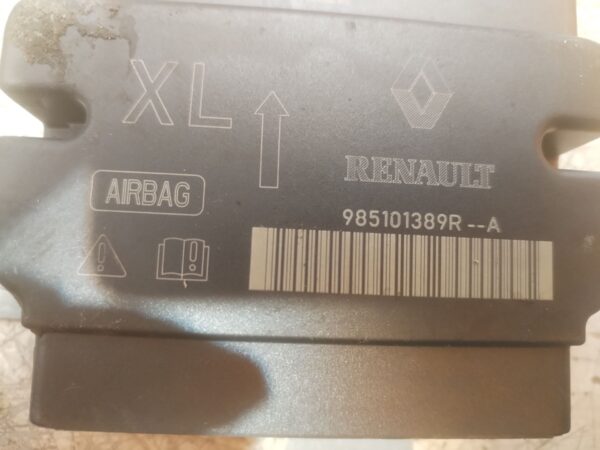 XL
RENAULT
AIRBAG
985101389R--A